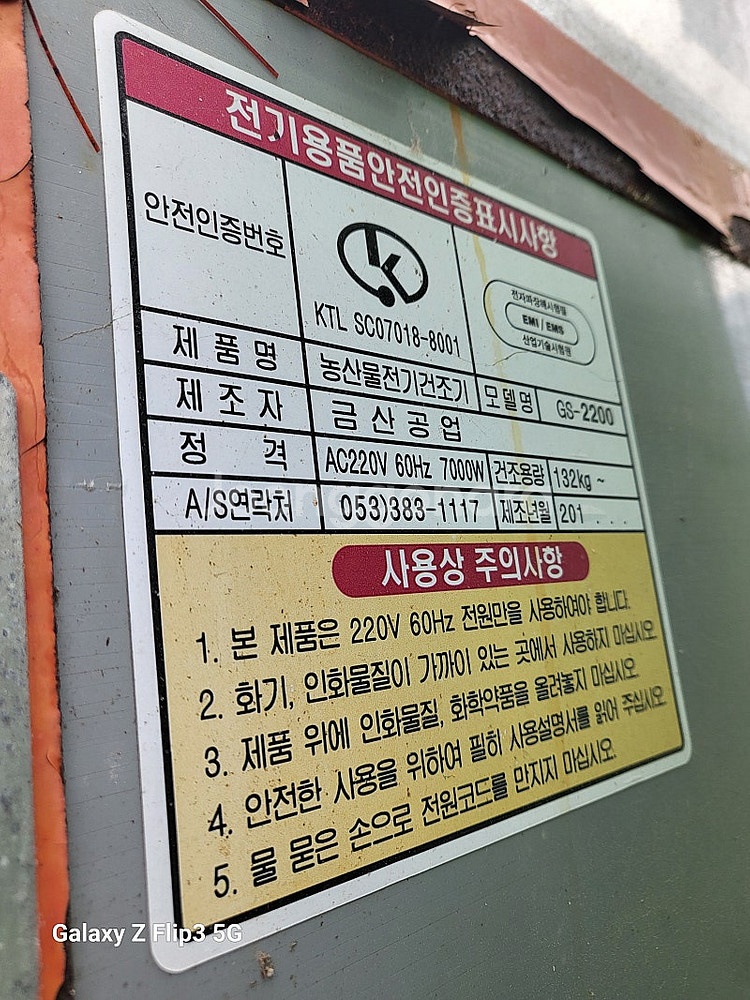 전기용품안전인증표시사항
안전인증번호
KTL SC07018-8001
전자파장해시험필
EMI / EMS
산업기술시험원
제품명 농산물전기건조기 모델명 GS-2200
제조자 금산공업
정격 AC220V 60Hz 7000W 건조용량 132kg ~
A/S연락처 053)383-1117 제조년월 201 . .
사용상 주의사항
1. 본 제품은 220V 60Hz 전원만을 사용하여야 합니다.
2. 화기, 인화물질이 가까이 있는 곳에서 사용하지 마십시오
3. 제품 위에 인화물질, 화학약품을 올려놓지 마십시오
4. 안전한 사용을 위하여 필히 사용설명서를 읽어 주십시오
5. 물 묻은 손으로 전원코드를 만지지 마십시오.
Galaxy Z Flip3 5G